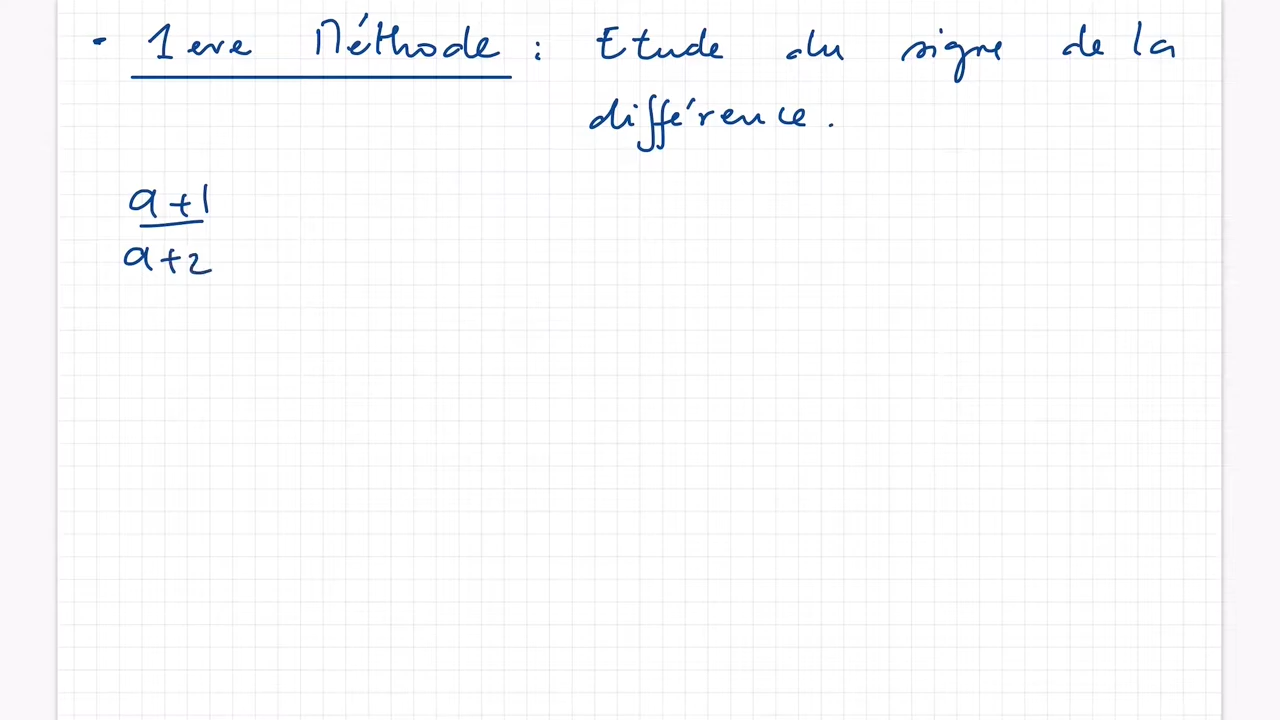 • 1ere Méthode : Etude du signe de la
différence.
a+1
a+2